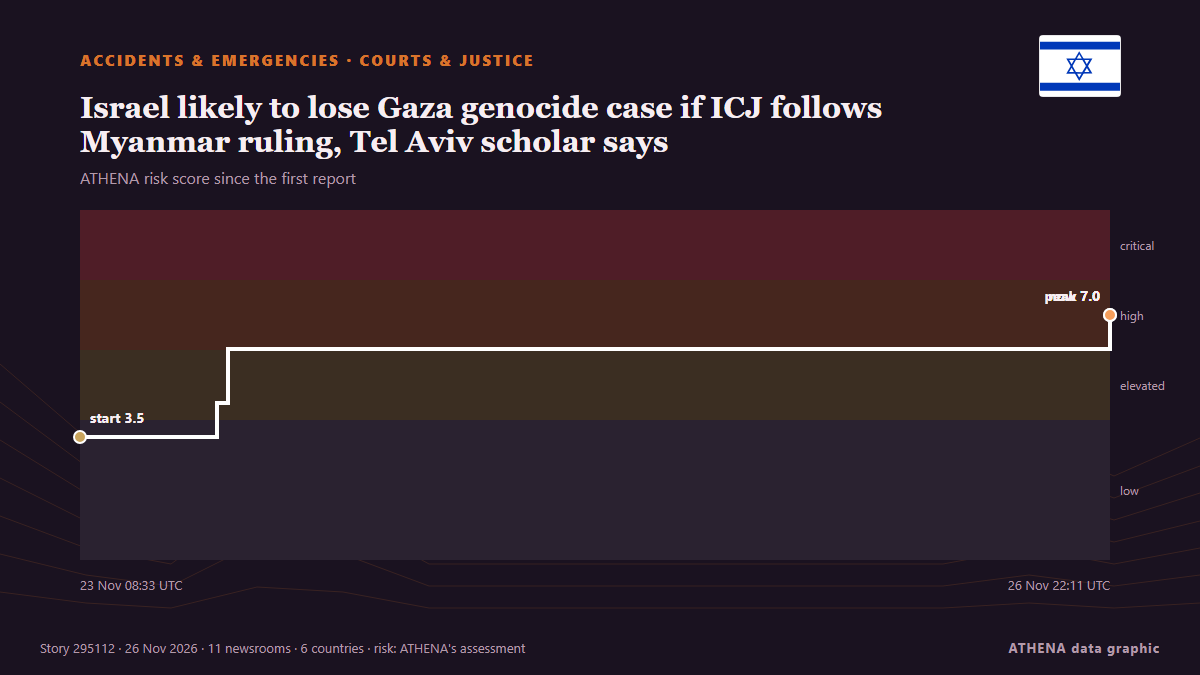 ACCIDENTS & EMERGENCIES · COURTS & JUSTICE
Israel likely to lose Gaza genocide case if ICJ follows
Myanmar ruling, Tel Aviv scholar says
ATHENA risk score since the first report
critical
7.0
high
elevated
start 3.5
low
23 Nov 08:33 UTC
26 Nov 22:11 UTC
Story 295112 · 26 Nov 2026 · 11 newsrooms · 6 countries · risk: ATHENA's assessment
ATHENA data graphic